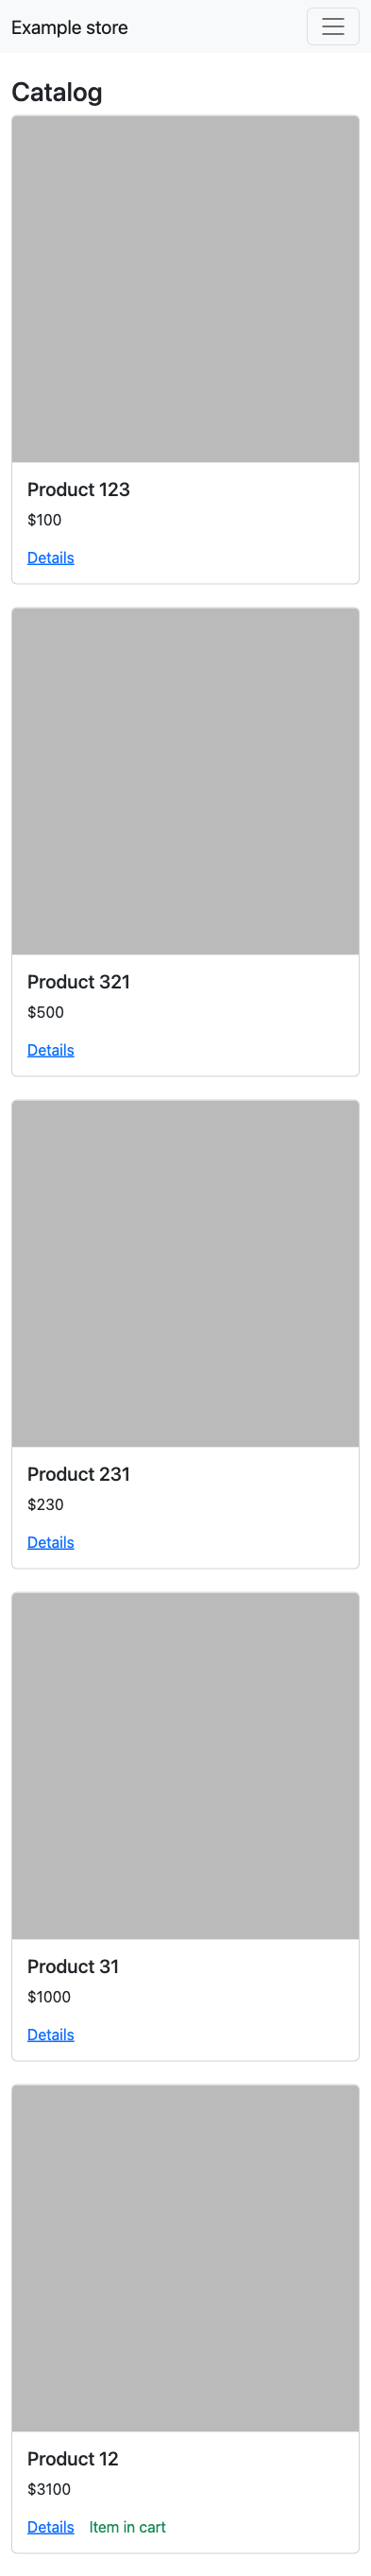 Example store
Catalog
Product 123
$100
Details
Product 321
$500
Details
Product 231
$230
Details
Product 31
$1000
Details
Product 12
$3100
Details Item in cart